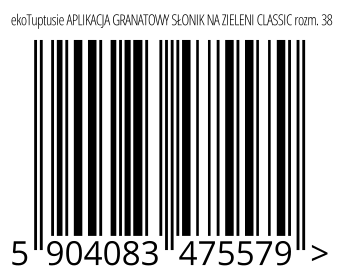 ekoTuptusie APLIKACJA GRANATOWY SŁONIK NA ZIELENI CLASSIC rozm. 38
5 904083 475579 >